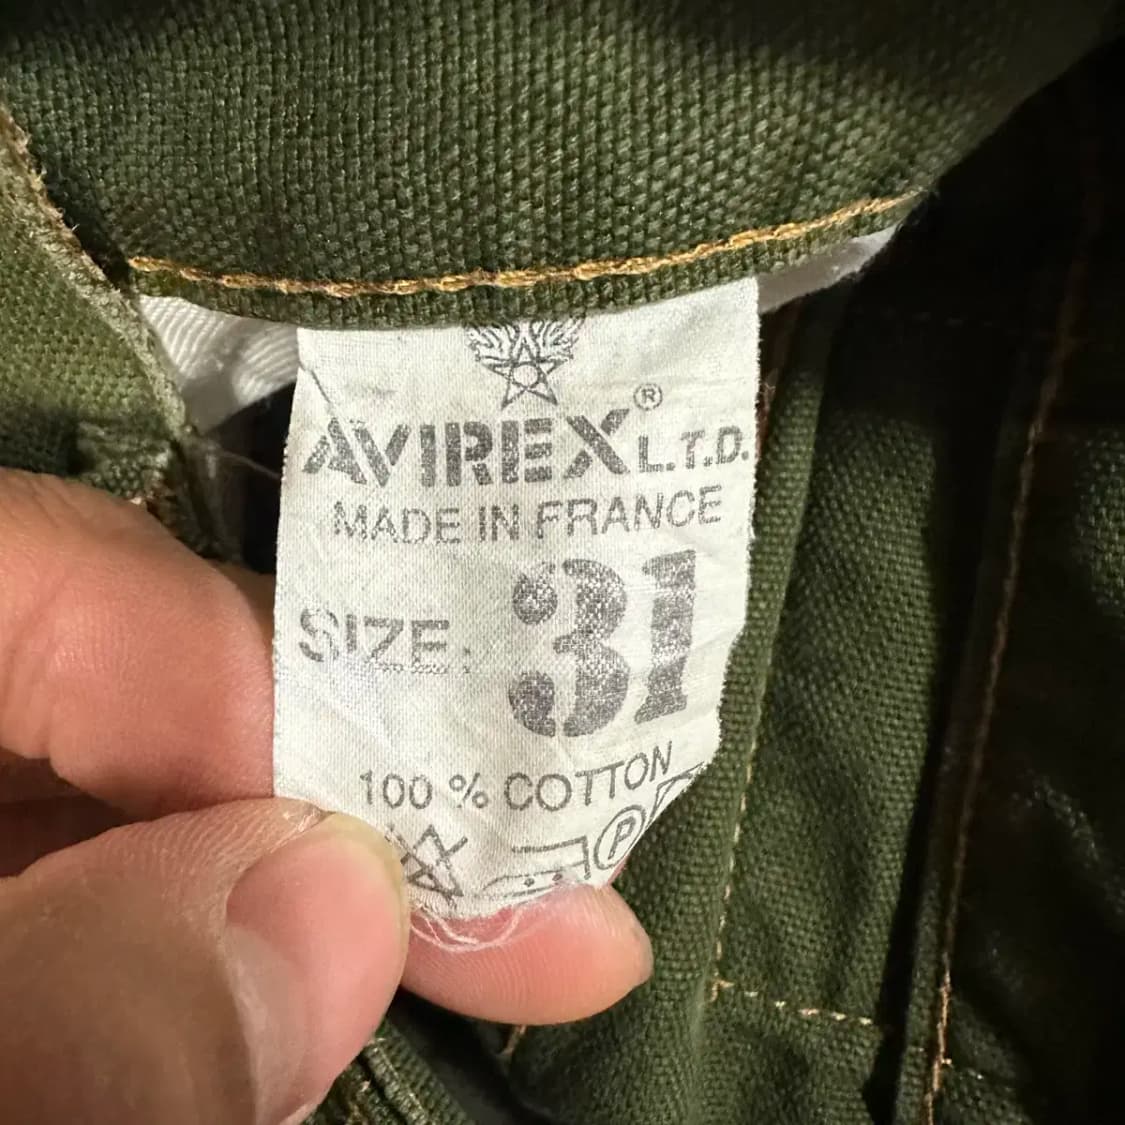 AVIREX® L.T.D.
MADE IN FRANCE
SIZE: 31
100 % COTTON
P